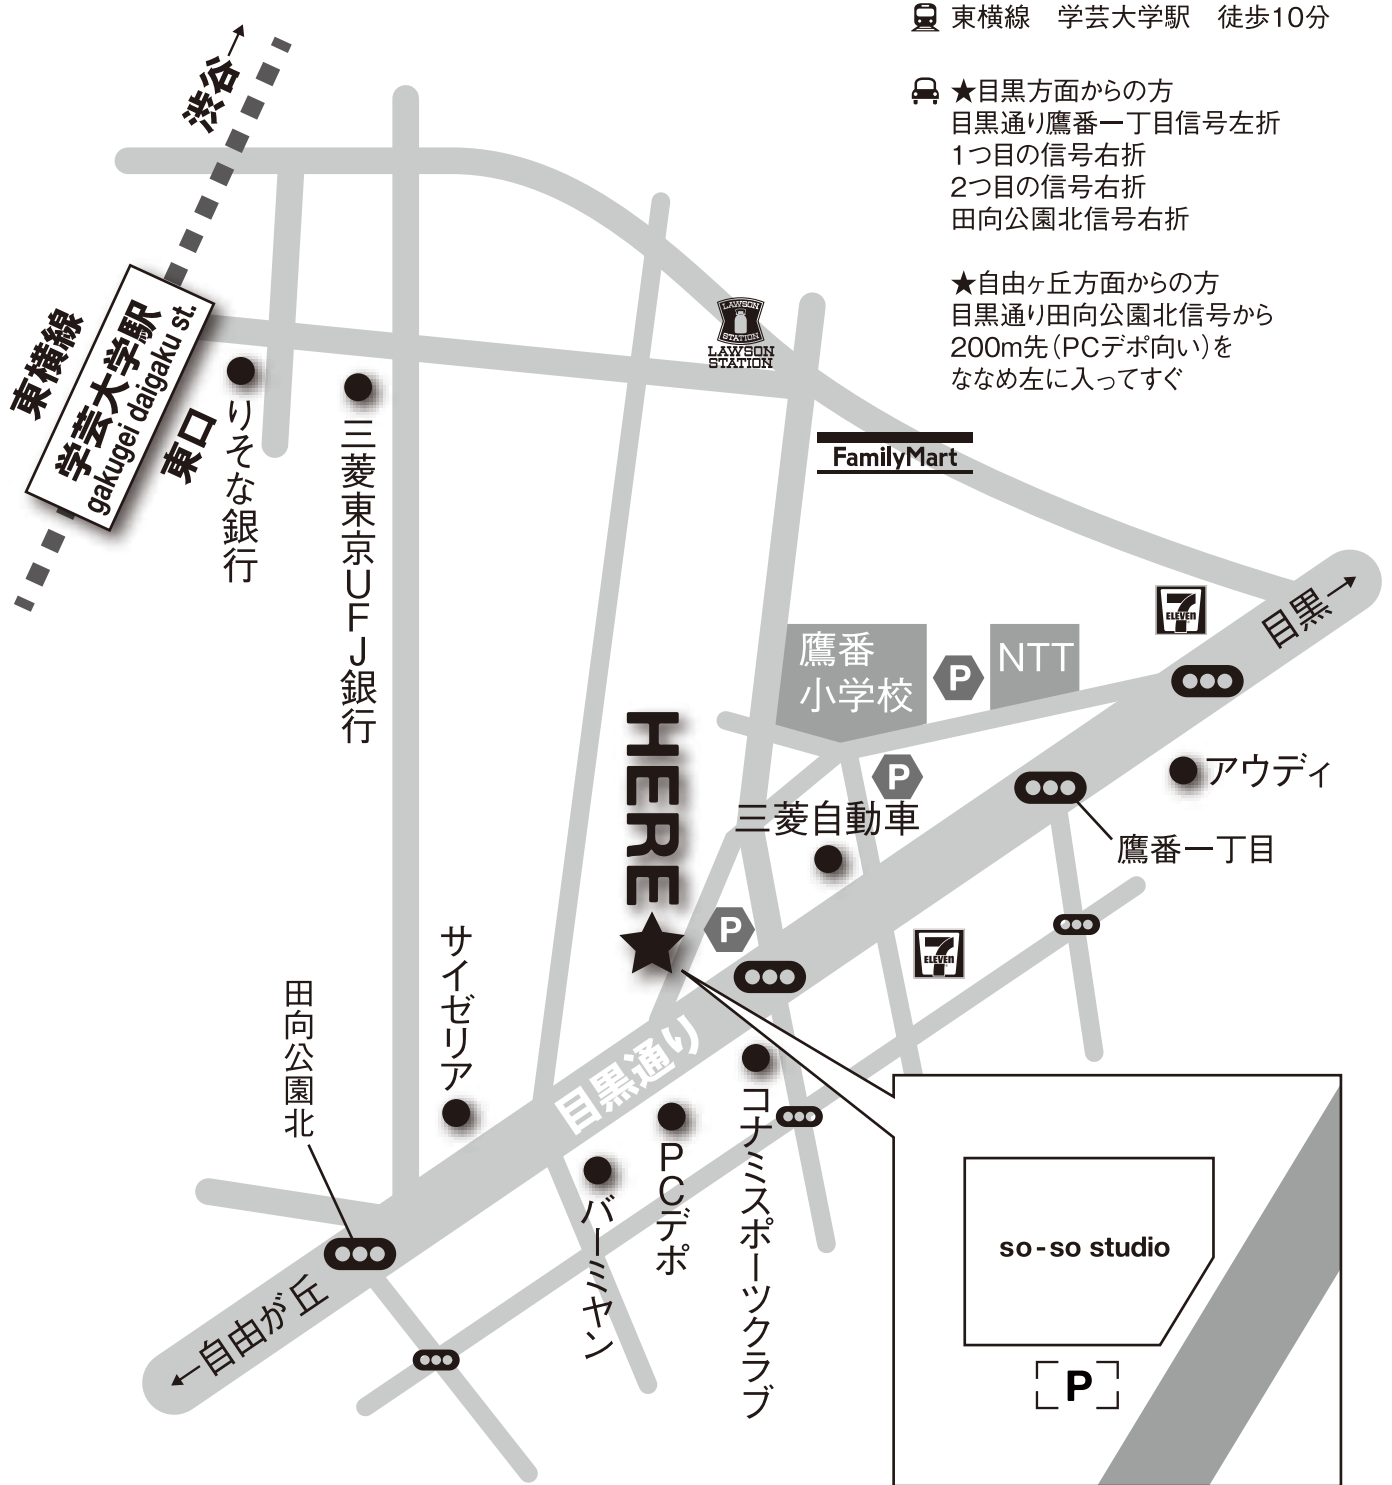 東横線　学芸大学駅　徒歩10分
★目黒方面からの方
目黒通り鷹番一丁目信号左折
1つ目の信号右折
2つ目の信号右折
田向公園北信号右折
★自由ヶ丘方面からの方
目黒通り田向公園北信号から
200m先（PCデポ向い）を
ななめ左に入ってすぐ
渋谷
東横線
学芸大学駅
gakugei daigaku st.
東口
りそな銀行
三菱東京UFJ銀行
LAWSON
STATION
LAWSON
STATION
FamilyMart
鷹番
小学校
P
NTT
7
ELEVEN
目黒
P
三菱自動車
アウディ
鷹番一丁目
HERE
P
7
ELEVEN
サイゼリア
田向公園北
目黒通り
コナミスポーツクラブ
PCデポ
バーミヤン
自由が丘
so-so studio
P